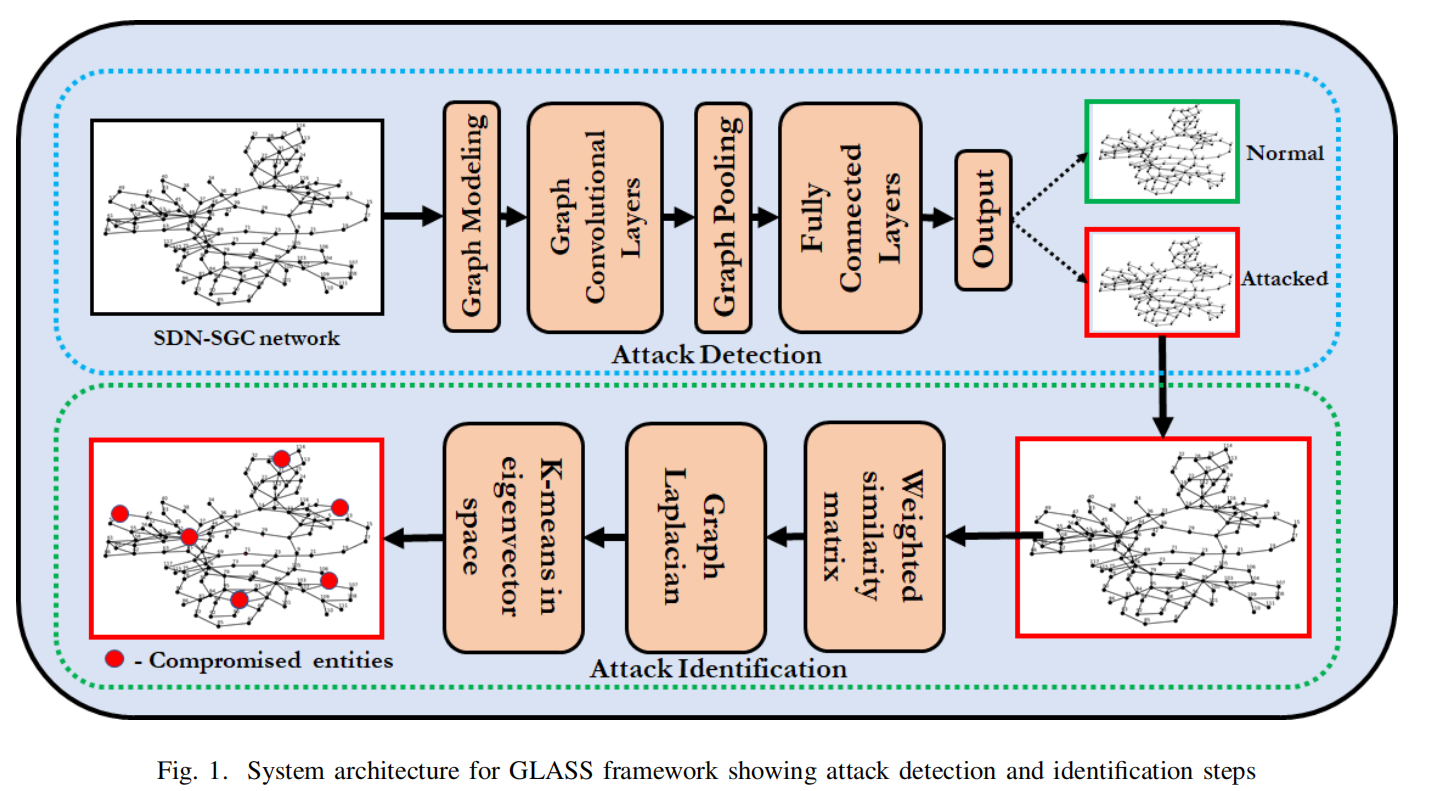 Graph Modeling
Graph
Convolutional
Layers
Graph Pooling
Fully
Connected
Layers
Output
Normal
Attacked
SDN-SGC network
Attack Detection
K-means in
eigenvector
space
Graph
Laplacian
Weighted
similarity
matrix
- Compromised entities
Attack Identification
Fig. 1. System architecture for GLASS framework showing attack detection and identification steps